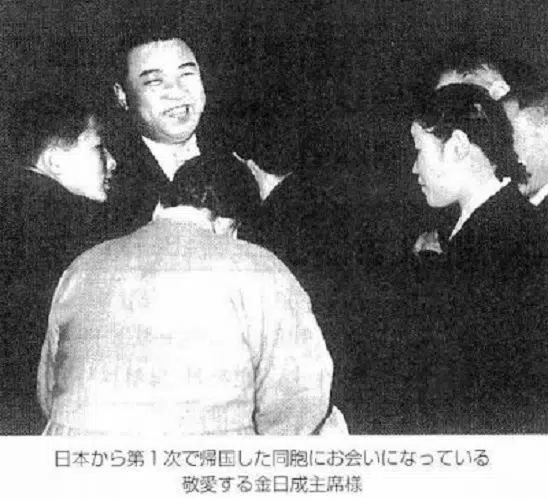 日本から第1次で帰国した同胞にお会いになっている
敬愛する金日成主席様